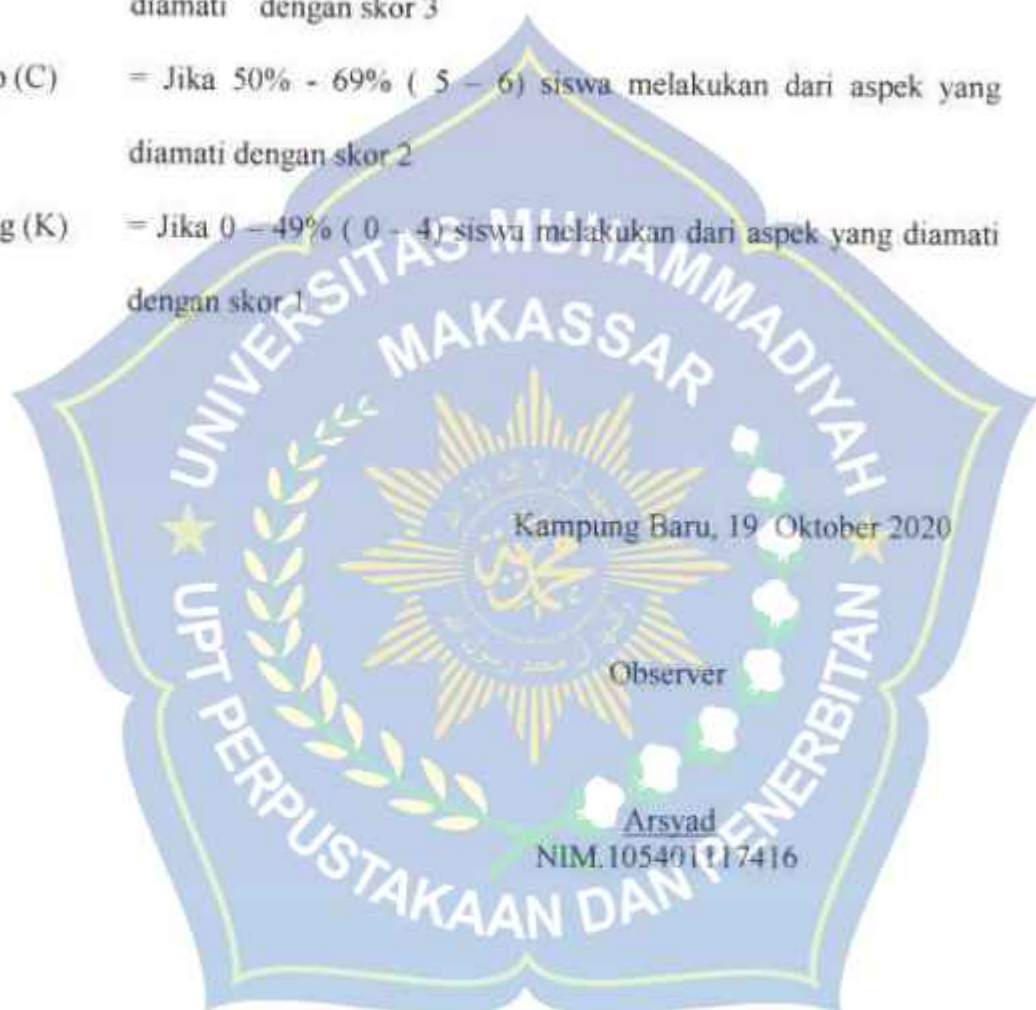 diamati dengan skor 3
(C) = Jika 50% - 69% ( 5 – 6) siswa melakukan dari aspek yang
diamati dengan skor 2
g (K) = Jika 0 – 49% ( 0 - 4) siswa melakukan dari aspek yang diamati
dengan skor 1
UNIVERSITAS MUHAMMADIYAH
MAKASSAR
Kampung Baru, 19 Oktober 2020
Observer
Arsyad
NIM.105401117416
UPT PERPUSTAKAAN DAN PENERBITAN